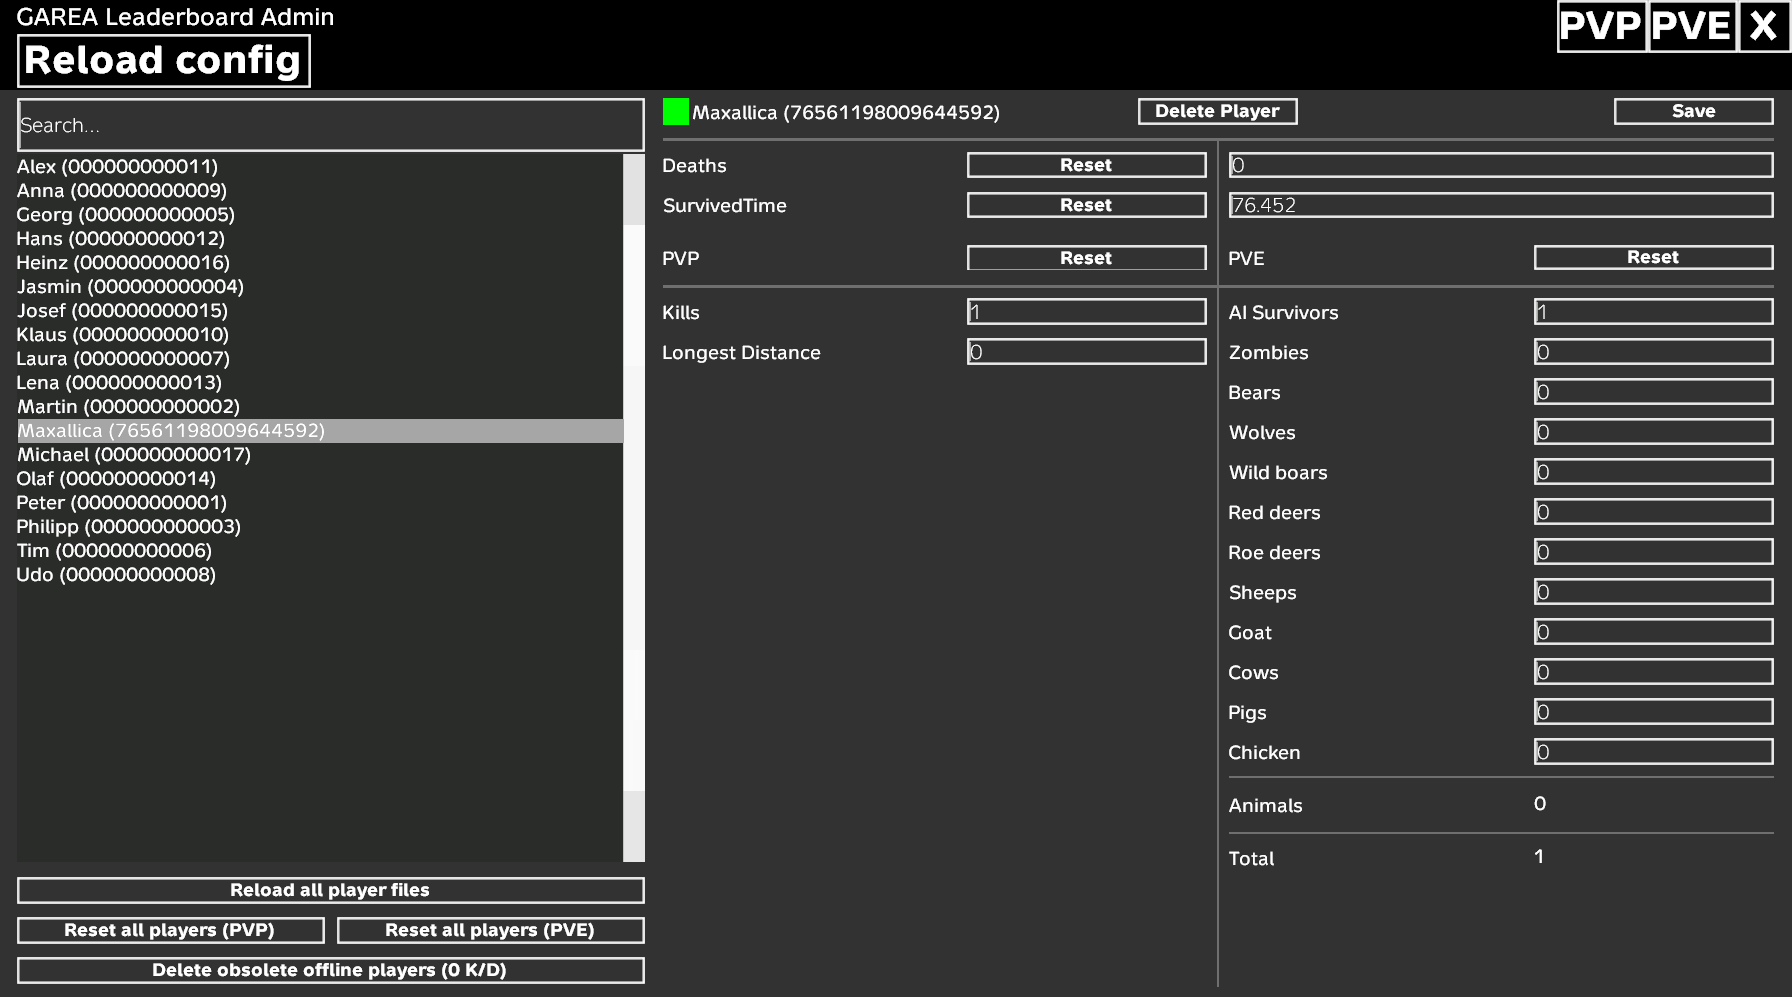 GAREA Leaderboard Admin
Reload config
PVP PVE X
Search...
Alex (000000000011)
Anna (000000000009)
Georg (000000000005)
Hans (000000000012)
Heinz (000000000016)
Jasmin (000000000004)
Josef (000000000015)
Klaus (000000000010)
Laura (000000000007)
Lena (000000000013)
Martin (000000000002)
Maxallica (76561198009644592)
Michael (000000000017)
Olaf (000000000014)
Peter (000000000001)
Philipp (000000000003)
Tim (000000000006)
Udo (000000000008)
Reload all player files
Reset all players (PVP) Reset all players (PVE)
Delete obsolete offline players (0 K/D)
Maxallica (76561198009644592) Delete Player Save
Deaths Reset 0
SurvivedTime Reset 76.452
PVP Reset PVE Reset
Kills 1
Longest Distance 0
AI Survivors 1
Zombies 0
Bears 0
Wolves 0
Wild boars 0
Red deers 0
Roe deers 0
Sheeps 0
Goat 0
Cows 0
Pigs 0
Chicken 0
Animals 0
Total 1